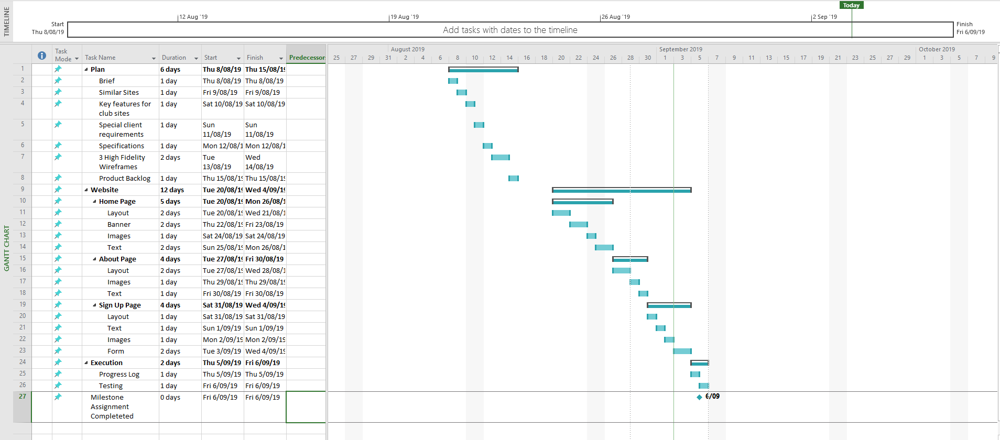 TIMELINE
Today
12 Aug '19 19 Aug '19 26 Aug '19 2 Sep '19
Start
Thu 8/08/19
Add tasks with dates to the timeline
Finish
Fri 6/09/19
GANTT CHART
Task Mode Task Name Duration Start Finish Predecessors
August 2019 September 2019 October 2019
25 27 29 31 2 4 6 8 10 12 14 16 18 20 22 24 26 28 30 1 3 5 7 9 11 13 15 17 19 21 23 25 27 29 1 3 5 7 9
1 Plan 6 days Thu 8/08/19 Thu 15/08/19
2 Brief 1 day Thu 8/08/19 Thu 8/08/19
3 Similar Sites 1 day Fri 9/08/19 Fri 9/08/19
4 Key features for club sites 1 day Sat 10/08/19 Sat 10/08/19
5 Special client requirements 1 day Sun 11/08/19 Sun 11/08/19
6 Specifications 1 day Mon 12/08/1 Mon 12/08/1
7 3 High Fidelity Wireframes 2 days Tue 13/08/19 Wed 14/08/19
8 Product Backlog 1 day Thu 15/08/19 Thu 15/08/19
9 Website 12 days Tue 20/08/19 Wed 4/09/19
10 Home Page 5 days Tue 20/08/19 Mon 26/08/1
11 Layout 2 days Tue 20/08/19 Wed 21/08/1
12 Banner 2 days Thu 22/08/19 Fri 23/08/19
13 Images 1 day Sat 24/08/19 Sat 24/08/19
14 Text 2 days Sun 25/08/19 Mon 26/08/1
15 About Page 4 days Tue 27/08/19 Fri 30/08/19
16 Layout 2 days Tue 27/08/19 Wed 28/08/1
17 Images 1 day Thu 29/08/19 Thu 29/08/19
18 Text 1 day Fri 30/08/19 Fri 30/08/19
19 Sign Up Page 4 days Sat 31/08/19 Wed 4/09/19
20 Layout 1 day Sat 31/08/19 Sat 31/08/19
21 Text 1 day Sun 1/09/19 Sun 1/09/19
22 Images 1 day Mon 2/09/19 Mon 2/09/19
23 Form 2 days Tue 3/09/19 Wed 4/09/19
24 Execution 2 days Thu 5/09/19 Fri 6/09/19
25 Progress Log 1 day Thu 5/09/19 Thu 5/09/19
26 Testing 1 day Fri 6/09/19 Fri 6/09/19
27 Milestone Assignment Completeted 0 days Fri 6/09/19 Fri 6/09/19 6/09